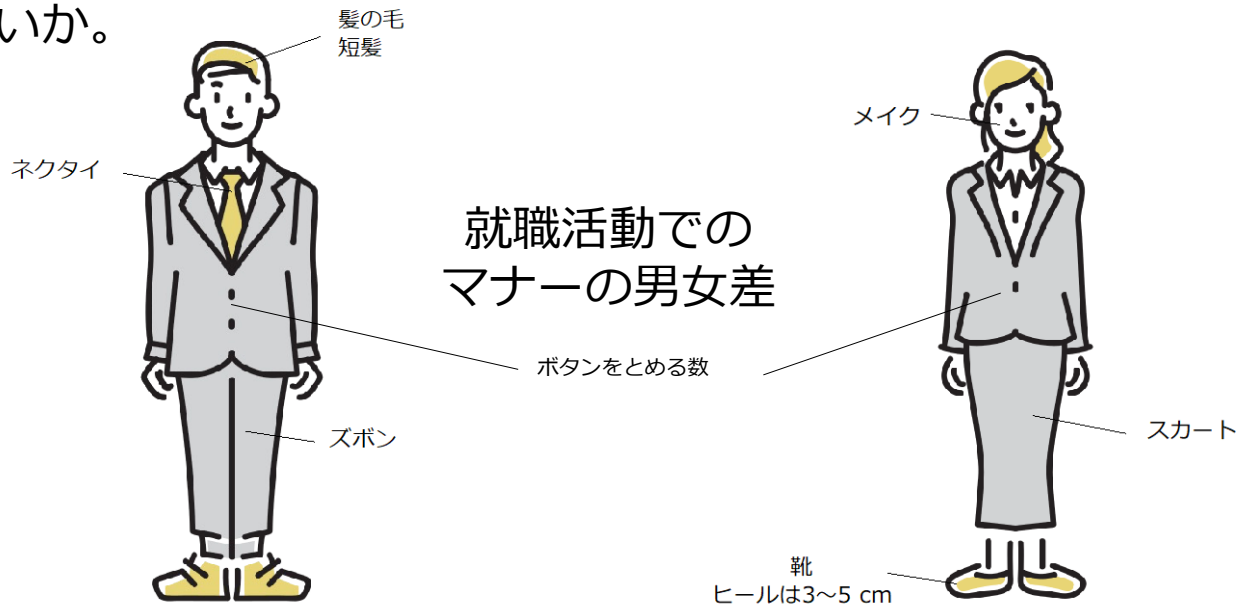 いか。
髪の毛
短髪
ネクタイ
メイク
就職活動での
マナーの男女差
ボタンをとめる数
ズボン
スカート
靴
ヒールは3～5 cm